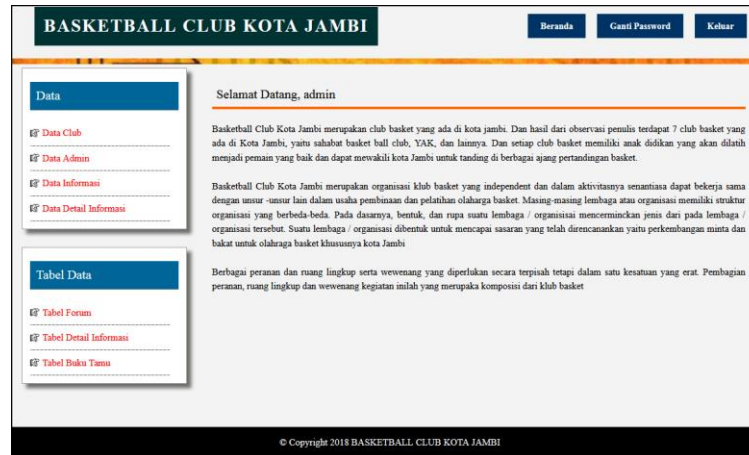 BASKETBALL CLUB KOTA JAMBI
Beranda
Ganti Password
Keluar
Data
Data Club
Data Admin
Data Informasi
Data Detail Informasi
Tabel Data
Tabel Forum
Tabel Detail Informasi
Tabel Buku Tamu
Selamat Datang, admin
Basketball Club Kota Jambi merupakan club basket yang ada di kota jambi. Dan hasil dari observasi penulis terdapat 7 club basket yang
ada di Kota Jambi, yaitu sahabat basket ball club, YAK, dan lainnya. Dan setiap club basket memiliki anak didikan yang akan dilatih
menjadi pemain yang baik dan dapat mewakili kota Jambi untuk tanding di berbagai ajang pertandingan basket.
Basketball Club Kota Jambi merupakan organisasi klub basket yang independent dan dalam aktivitasnya senantiasa dapat bekerja sama
dengan unsur -unsur lain dalam usaha pembinaan dan pelatihan olaharga basket. Masing-masing lembaga atau organisasi memiliki struktur
organisasi yang berbeda-beda. Pada dasarnya, bentuk, dan rupa suatu lembaga / organisisai mencerminckan jenis dari pada lembaga /
organisasi tersebut. Suatu lembaga / organisasi dibentuk untuk mencapai sasaran yang telah direncanankan yaitu perkembangan minta dan
bakat untuk olahraga basket khususnya kota Jambi
Berbagai peranan dan ruang lingkup serta wewenang yang diperlukan secara terpisah tetapi dalam satu kesatuan yang erat. Pembagian
peranan, ruang lingkup dan wewenang kegiatan inilah yang merupaka komposisi dari klub basket
© Copyright 2018 BASKETBALL CLUB KOTA JAMBI